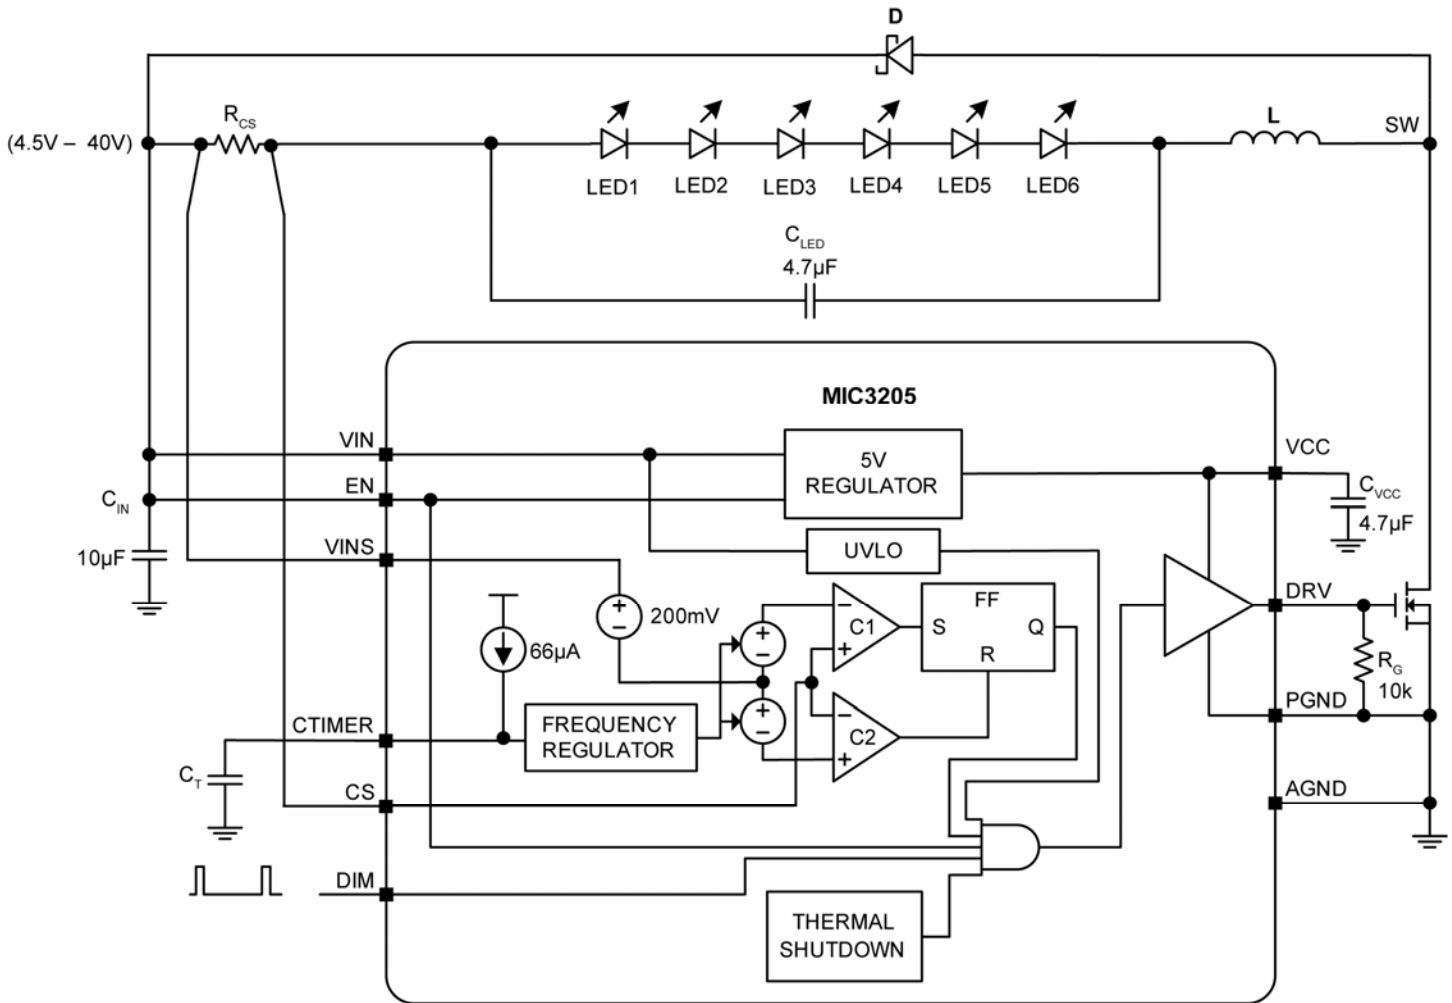 D
(4.5V – 40V)
RCS
L
SW
LED1
LED2
LED3
LED4
LED5
LED6
CLED
4.7µF
MIC3205
VIN
EN
VINS
CTIMER
CS
DIM
CIN
10µF
CT
5V
REGULATOR
UVLO
200mV
66µA
FREQUENCY
REGULATOR
+
−
+
−
+
−
−
C1
+
−
C2
+
FF
S
Q
R
THERMAL
SHUTDOWN
VCC
CVCC
4.7µF
DRV
RG
10k
PGND
AGND